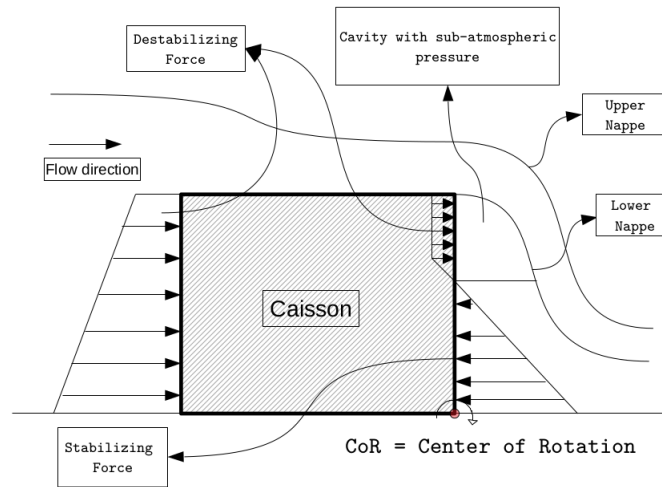 Destabilizing
Force
Cavity with sub-atmospheric
pressure
Upper
Nappe
Flow direction
Lower
Nappe
Caisson
CoR = Center of Rotation
Stabilizing
Force